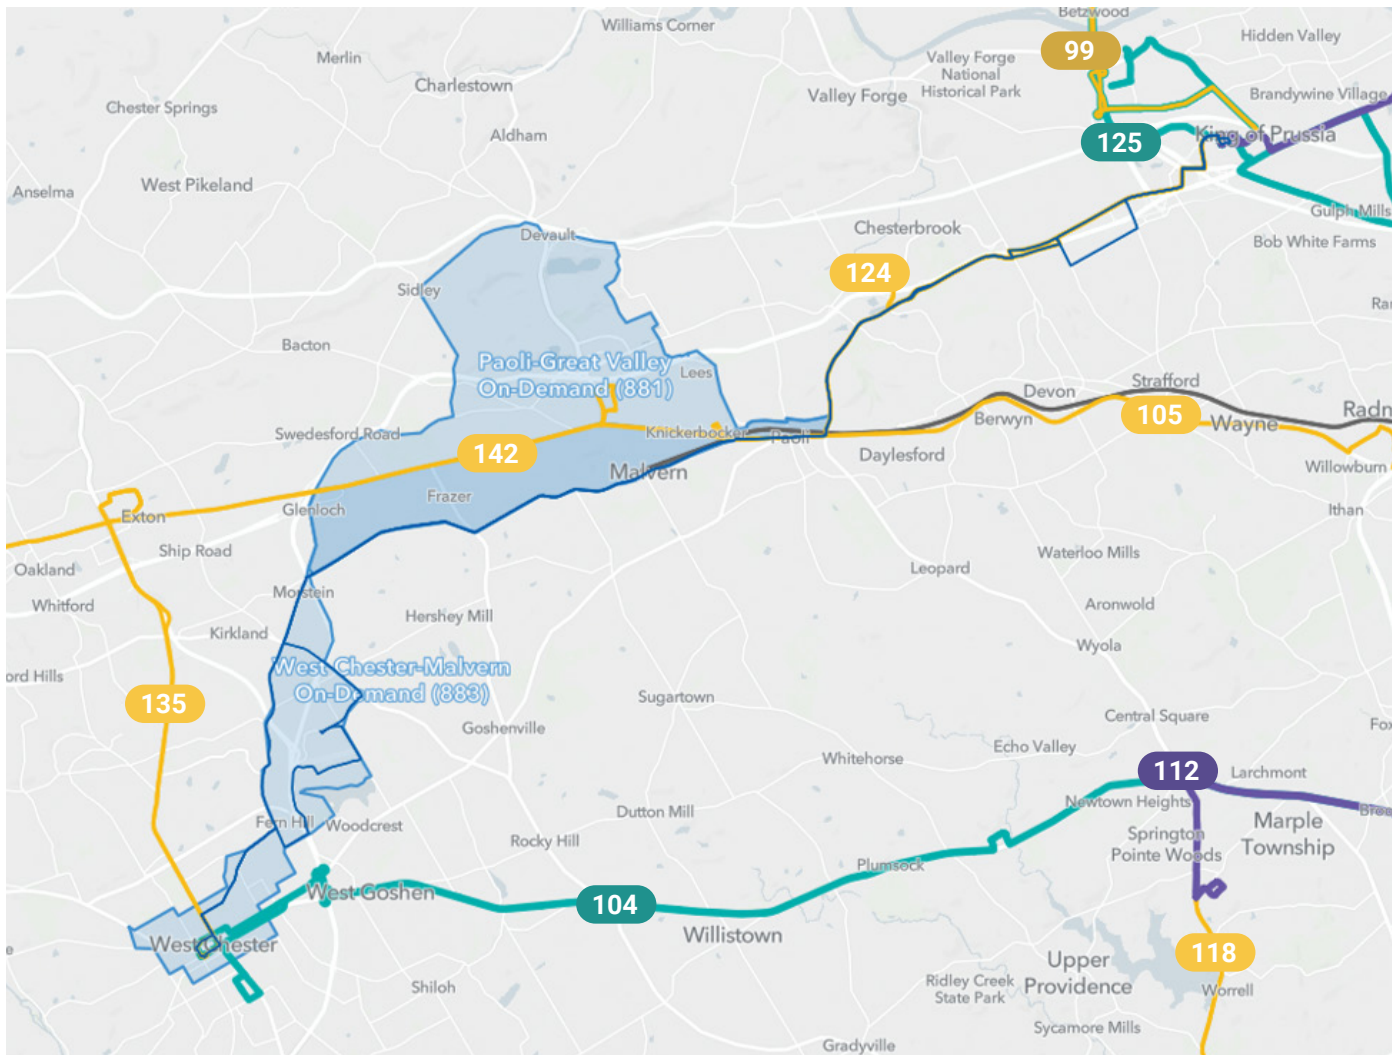 Betzwood
Williams Corner
Hidden Valley
99
Merlin
Valley Forge
National
Historical Park
Charlestown
Valley Forge
Brandywine Village
Chester Springs
Aldham
125
King of Prussia
West Pikeland
Anselma
Gulph Mills
Chesterbrook
Devault
Bob White Farms
124
Sidley
Bacton
Paoli-Great Valley
On-Demand (881)
Lees
Strafford
Devon
105
Berwyn
Wayne
Radn
Swedesford Road
Knickerbocker
Paoli
142
Daylesford
Malvern
Willowburn
Frazer
Glenloch
Ithan
Exton
Ship Road
Waterloo Mills
Oakland
Leopard
Morstein
Whitford
Aronwold
Hershey Mill
Kirkland
Wyola
West Chester-Malvern
On-Demand (883)
ord Hills
Sugartown
135
Central Square
Goshenville
Echo Valley
Whitehorse
112
Larchmont
Newtown Heights
Dutton Mill
Fern Hill
Woodcrest
Marple
Township
Springton
Pointe Woods
Rocky Hill
Plumsock
West Goshen
104
Willistown
West Chester
118
Upper
Providence
Ridley Creek
State Park
Shiloh
Worrell
Sycamore Mills
Gradyville